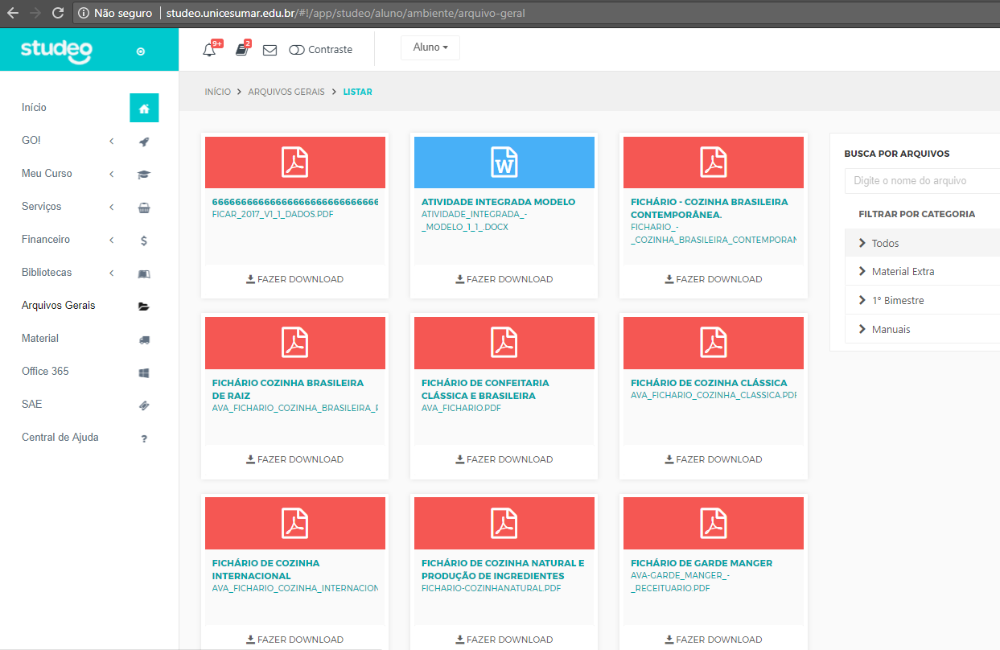 Não seguro | studeo.unicesumar.edu.br/#!/app/studeo/aluno/ambiente/arquivo-geral
studeo
9+
2
Contraste
Aluno
Início
GO!
Meu Curso
Serviços
Financeiro
Bibliotecas
Arquivos Gerais
Material
Office 365
SAE
Central de Ajuda
INÍCIO > ARQUIVOS GERAIS > LISTAR
FICAR_2017_V1_1_DADOS.PDF
FAZER DOWNLOAD
W
ATIVIDADE INTEGRADA MODELO
ATIVIDADE_INTEGRADA_-
_MODELO_1_1_.DOCX
FAZER DOWNLOAD
FICHÁRIO - COZINHA BRASILEIRA
CONTEMPORÂNEA.
FICHARIO_-
_COZINHA_BRASILEIRA_CONTEMPORAN
FAZER DOWNLOAD
FICHÁRIO COZINHA BRASILEIRA
DE RAIZ
AVA_FICHARIO_COZINHA_BRASILEIRA_F
FAZER DOWNLOAD
FICHÁRIO DE CONFEITARIA
CLÁSSICA E BRASILEIRA
AVA_FICHARIO.PDF
FAZER DOWNLOAD
FICHÁRIO DE COZINHA CLÁSSICA
AVA_FICHARIO_COZINHA_CLASSICA.PDF
FAZER DOWNLOAD
FICHÁRIO DE COZINHA
INTERNACIONAL
AVA_FICHARIO_COZINHA_INTERNACION
FAZER DOWNLOAD
FICHÁRIO DE COZINHA NATURAL E
PRODUÇÃO DE INGREDIENTES
FICHARIO-COZINHANATURAL.PDF
FAZER DOWNLOAD
FICHÁRIO DE GARDE MANGER
AVA-GARDE_MANGER_-
_RECEITUARIO.PDF
FAZER DOWNLOAD
BUSCA POR ARQUIVOS
Digite o nome do arquivo
FILTRAR POR CATEGORIA
Todos
Material Extra
1º Bimestre
Manuais